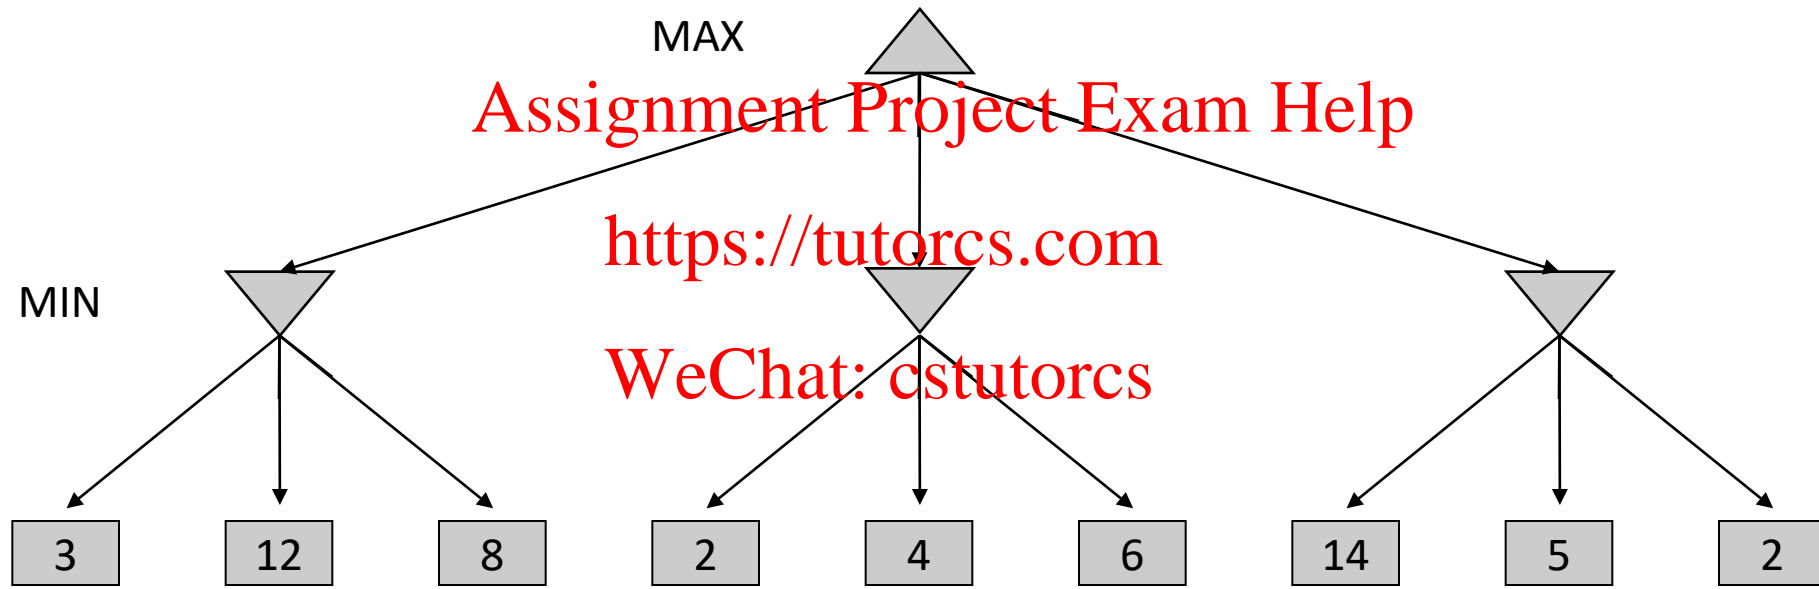 MAX
Assignment Project Exam Help
https://tutorcs.com
MIN
WeChat: cstutorcs
3 12 8 2 4 6 14 5 2